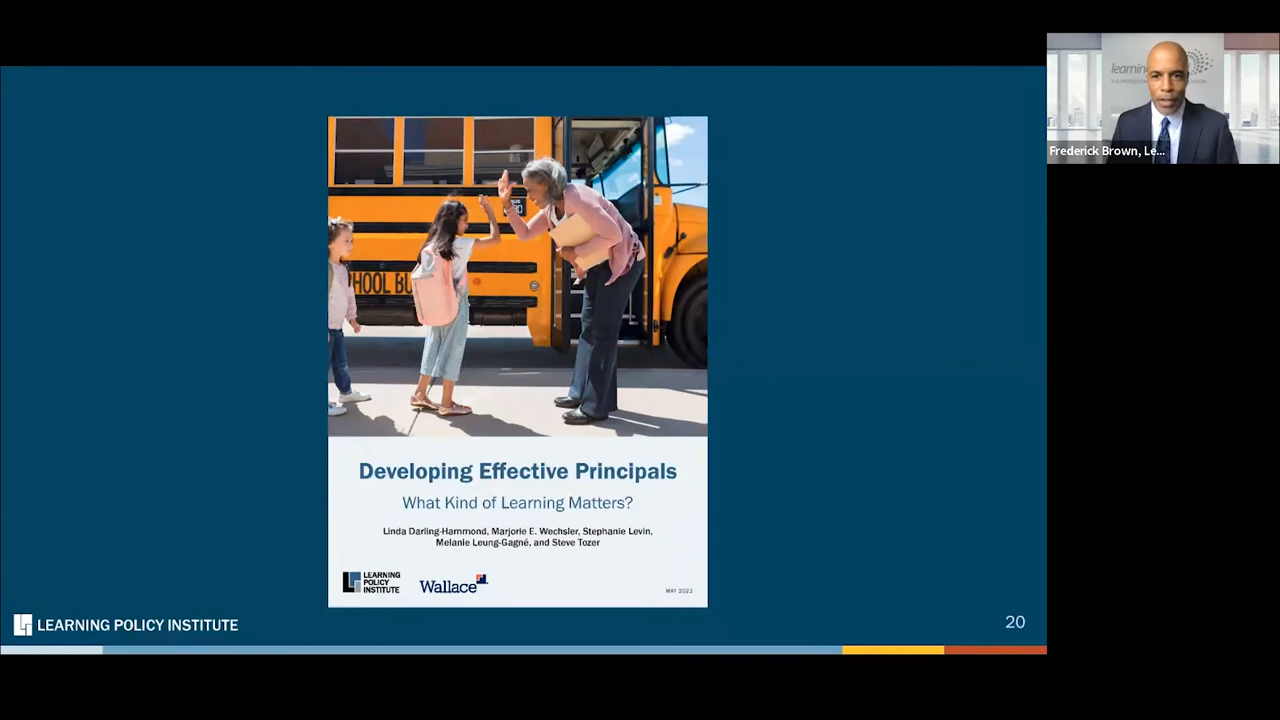 learning
Frederick Brown, Le...
SCHOOL BU
Developing Effective Principals
What Kind of Learning Matters?
Linda Darling-Hammond, Marjorie E. Wechsler, Stephanie Levin,
Melanie Leung-Gagné, and Steve Tozer
LEARNING
POLICY
INSTITUTE
Wallace
MAY 2022
LEARNING POLICY INSTITUTE
20